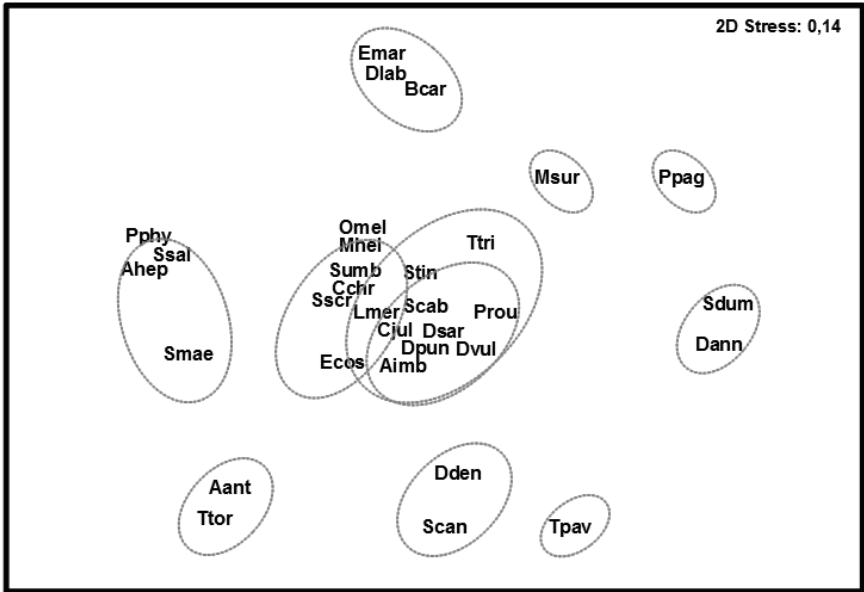 2D Stress: 0,14
Emar
Dlab
Bcar
Msur
Ppag
Omel
Pphy
Mhel
Ttri
Ssal
Ahep
Sumb
Stin
Cchr
Sscr
Scab
Sdum
Lmer
Prou
Cjul
Dsar
Dann
Smae
Dpun
Dvul
Ecos
Aimb
Dden
Aant
Ttor
Scan
Tpav